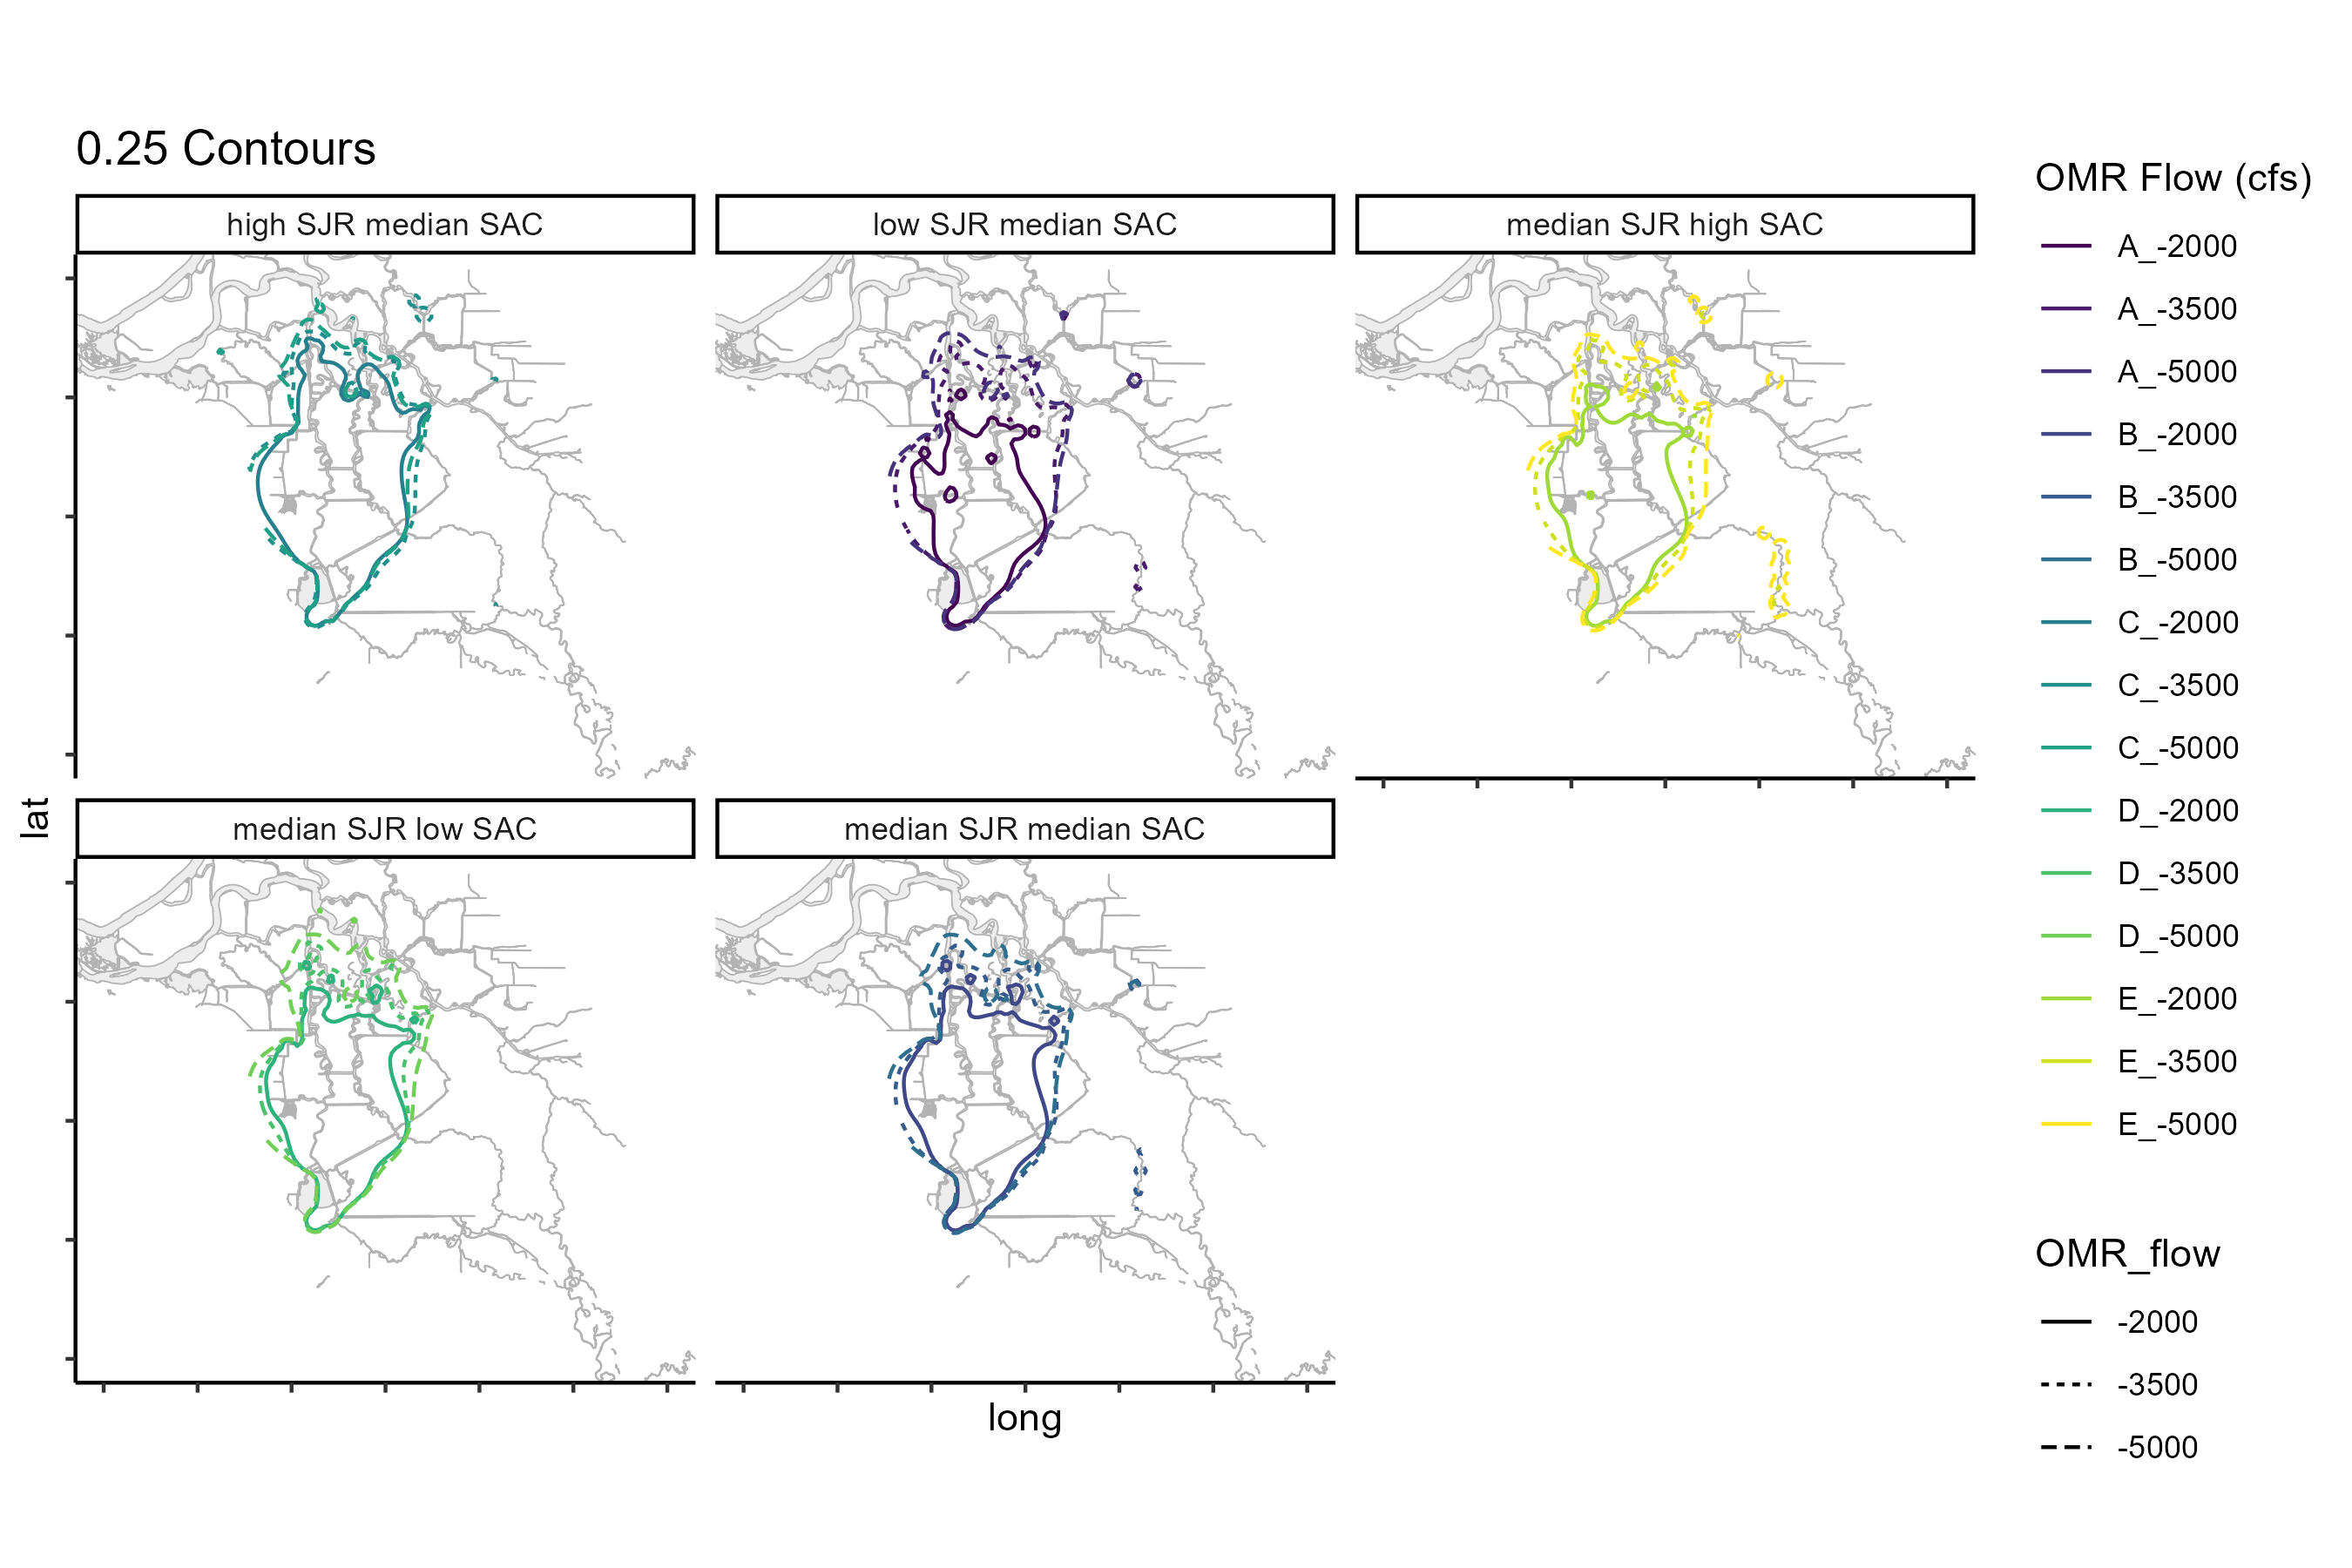 0.25 Contours
high SJR median SAC
low SJR median SAC
median SJR high SAC
median SJR low SAC
median SJR median SAC
lat
long
OMR Flow (cfs)
A_-2000
A_-3500
A_-5000
B_-2000
B_-3500
B_-5000
C_-2000
C_-3500
C_-5000
D_-2000
D_-3500
D_-5000
E_-2000
E_-3500
E_-5000
OMR_flow
-2000
-3500
-5000